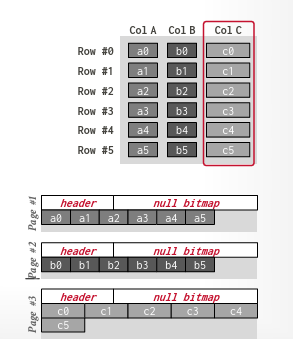 Col A Col B Col C
Row #0 a0 b0 c0
Row #1 a1 b1 c1
Row #2 a2 b2 c2
Row #3 a3 b3 c3
Row #4 a4 b4 c4
Row #5 a5 b5 c5
Page #1
header null bitmap
a0 a1 a2 a3 a4 a5
Page #2
header null bitmap
b0 b1 b2 b3 b4 b5
Page #3
header null bitmap
c0 c1 c2 c3 c4
c5